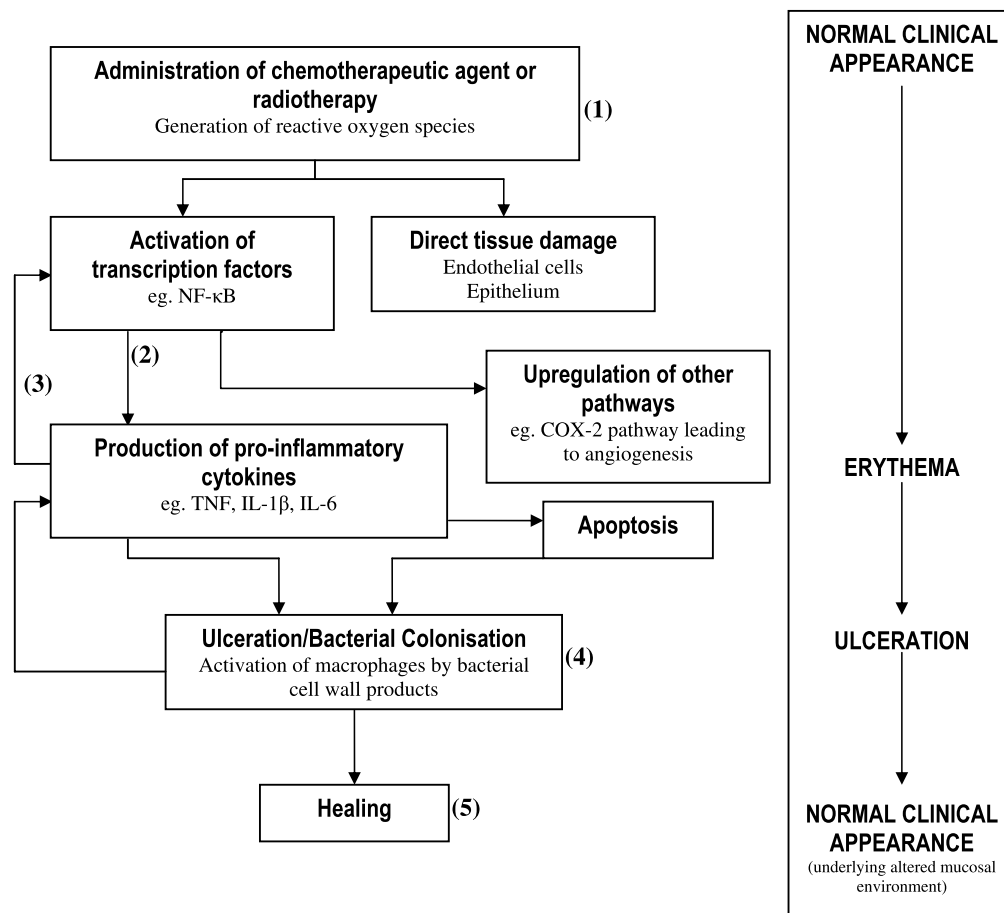 Administration of chemotherapeutic agent or
radiotherapy
Generation of reactive oxygen species
(1)
Activation of
transcription factors
eg. NF-κB
Direct tissue damage
Endothelial cells
Epithelium
(2)
(3)
Upregulation of other
pathways
eg. COX-2 pathway leading
to angiogenesis
Production of pro-inflammatory
cytokines
eg. TNF, IL-1β, IL-6
Apoptosis
Ulceration/Bacterial Colonisation
Activation of macrophages by bacterial
cell wall products
(4)
Healing
(5)
NORMAL CLINICAL
APPEARANCE
ERYTHEMA
ULCERATION
NORMAL CLINICAL
APPEARANCE
(underlying altered mucosal
environment)